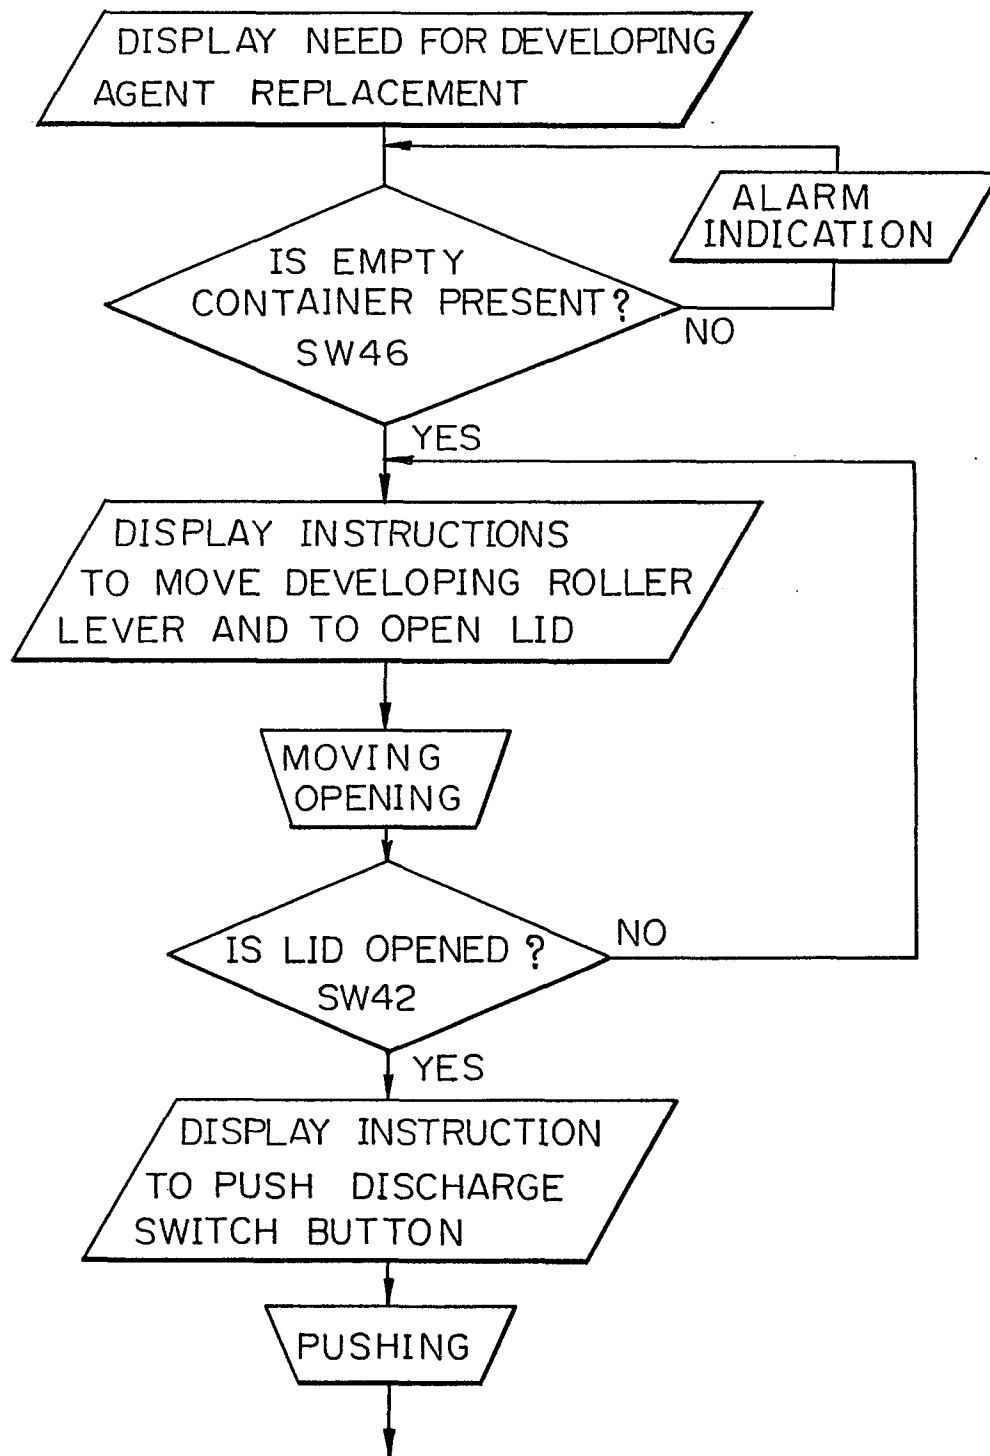 DISPLAY NEED FOR DEVELOPING
AGENT REPLACEMENT
ALARM
INDICATION
IS EMPTY
CONTAINER PRESENT?
SW46
NO
YES
DISPLAY INSTRUCTIONS
TO MOVE DEVELOPING ROLLER
LEVER AND TO OPEN LID
MOVING
OPENING
IS LID OPENED ?
SW42
NO
YES
DISPLAY INSTRUCTION
TO PUSH DISCHARGE
SWITCH BUTTON
PUSHING